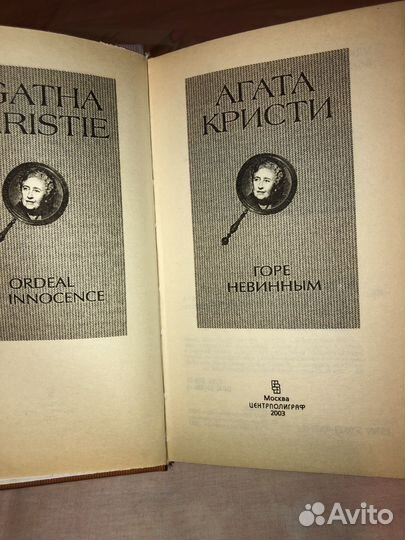 GATHA
RISTIE
ORDEAL
INNOCENCE
АГАТА
КРИСТИ
ГОРЕ
НЕВИННЫМ
Москва
ЦЕНТРПОЛИГРАФ
2003
Avito